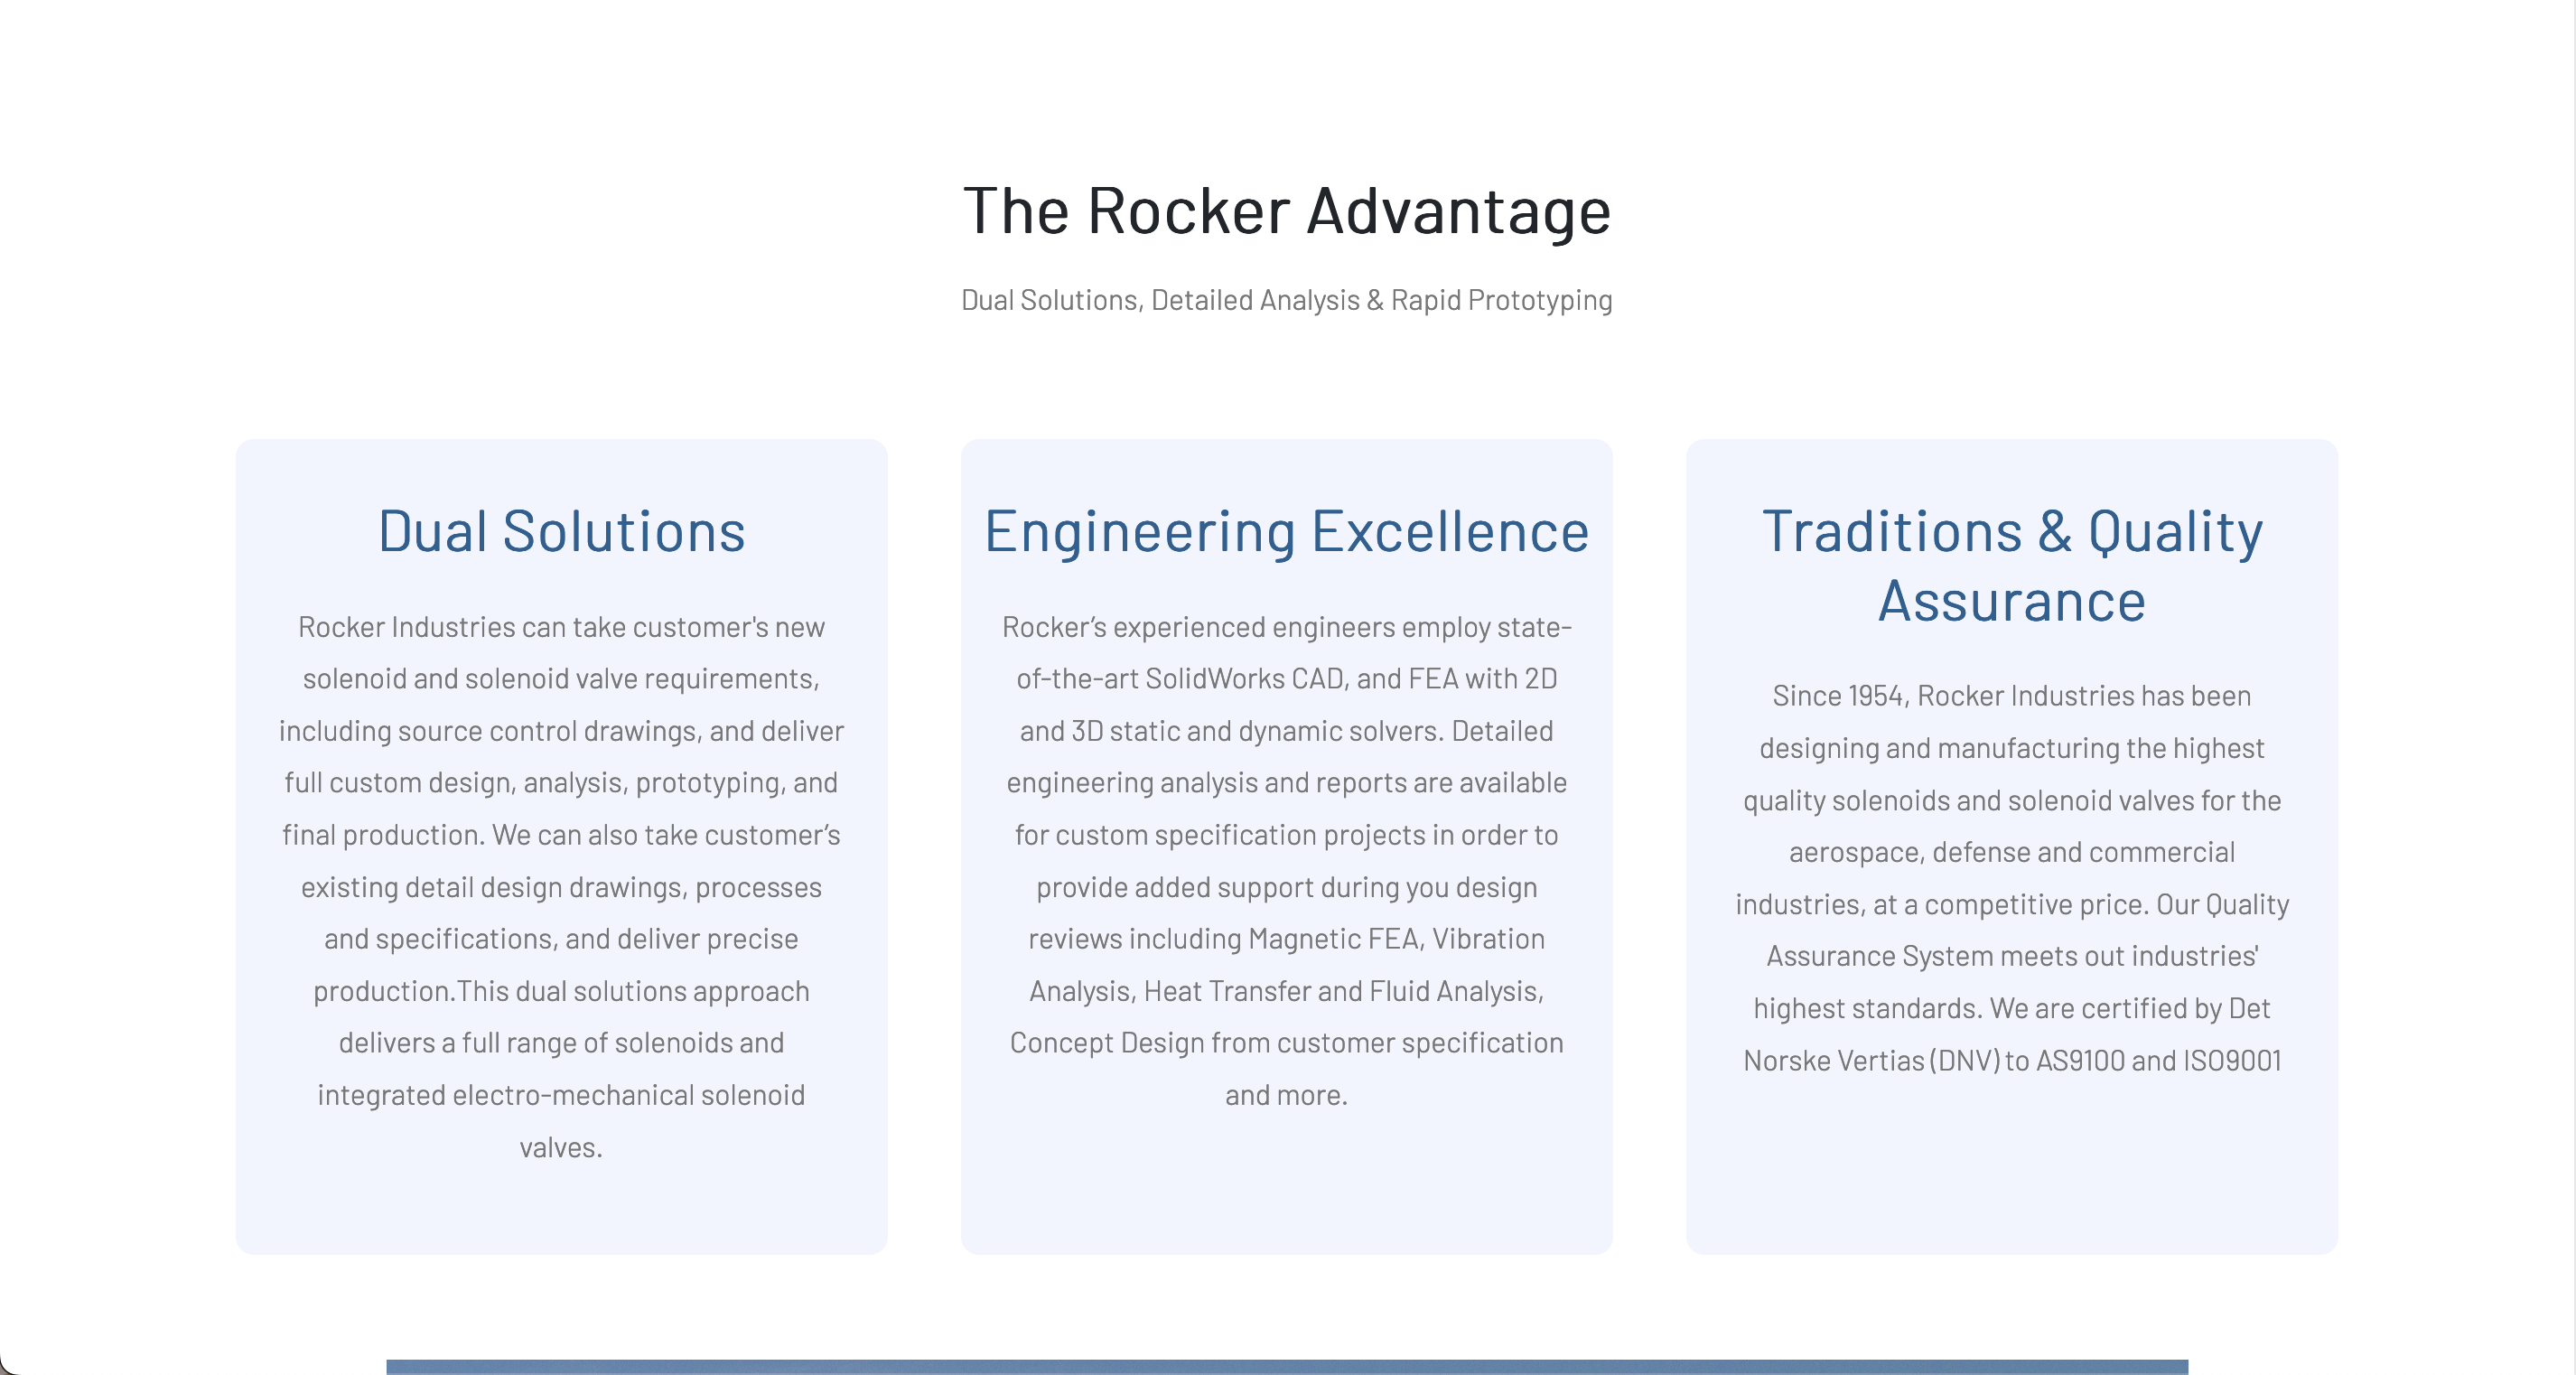 The Rocker Advantage
Dual Solutions, Detailed Analysis & Rapid Prototyping
Dual Solutions
Rocker Industries can take customer's new
solenoid and solenoid valve requirements,
including source control drawings, and deliver
full custom design, analysis, prototyping, and
final production. We can also take customer’s
existing detail design drawings, processes
and specifications, and deliver precise
production.This dual solutions approach
delivers a full range of solenoids and
integrated electro-mechanical solenoid
valves.
Engineering Excellence
Rocker’s experienced engineers employ state-
of-the-art SolidWorks CAD, and FEA with 2D
and 3D static and dynamic solvers. Detailed
engineering analysis and reports are available
for custom specification projects in order to
provide added support during you design
reviews including Magnetic FEA, Vibration
Analysis, Heat Transfer and Fluid Analysis,
Concept Design from customer specification
and more.
Traditions & Quality
Assurance
Since 1954, Rocker Industries has been
designing and manufacturing the highest
quality solenoids and solenoid valves for the
aerospace, defense and commercial
industries, at a competitive price. Our Quality
Assurance System meets out industries'
highest standards. We are certified by Det
Norske Vertias (DNV) to AS9100 and ISO9001